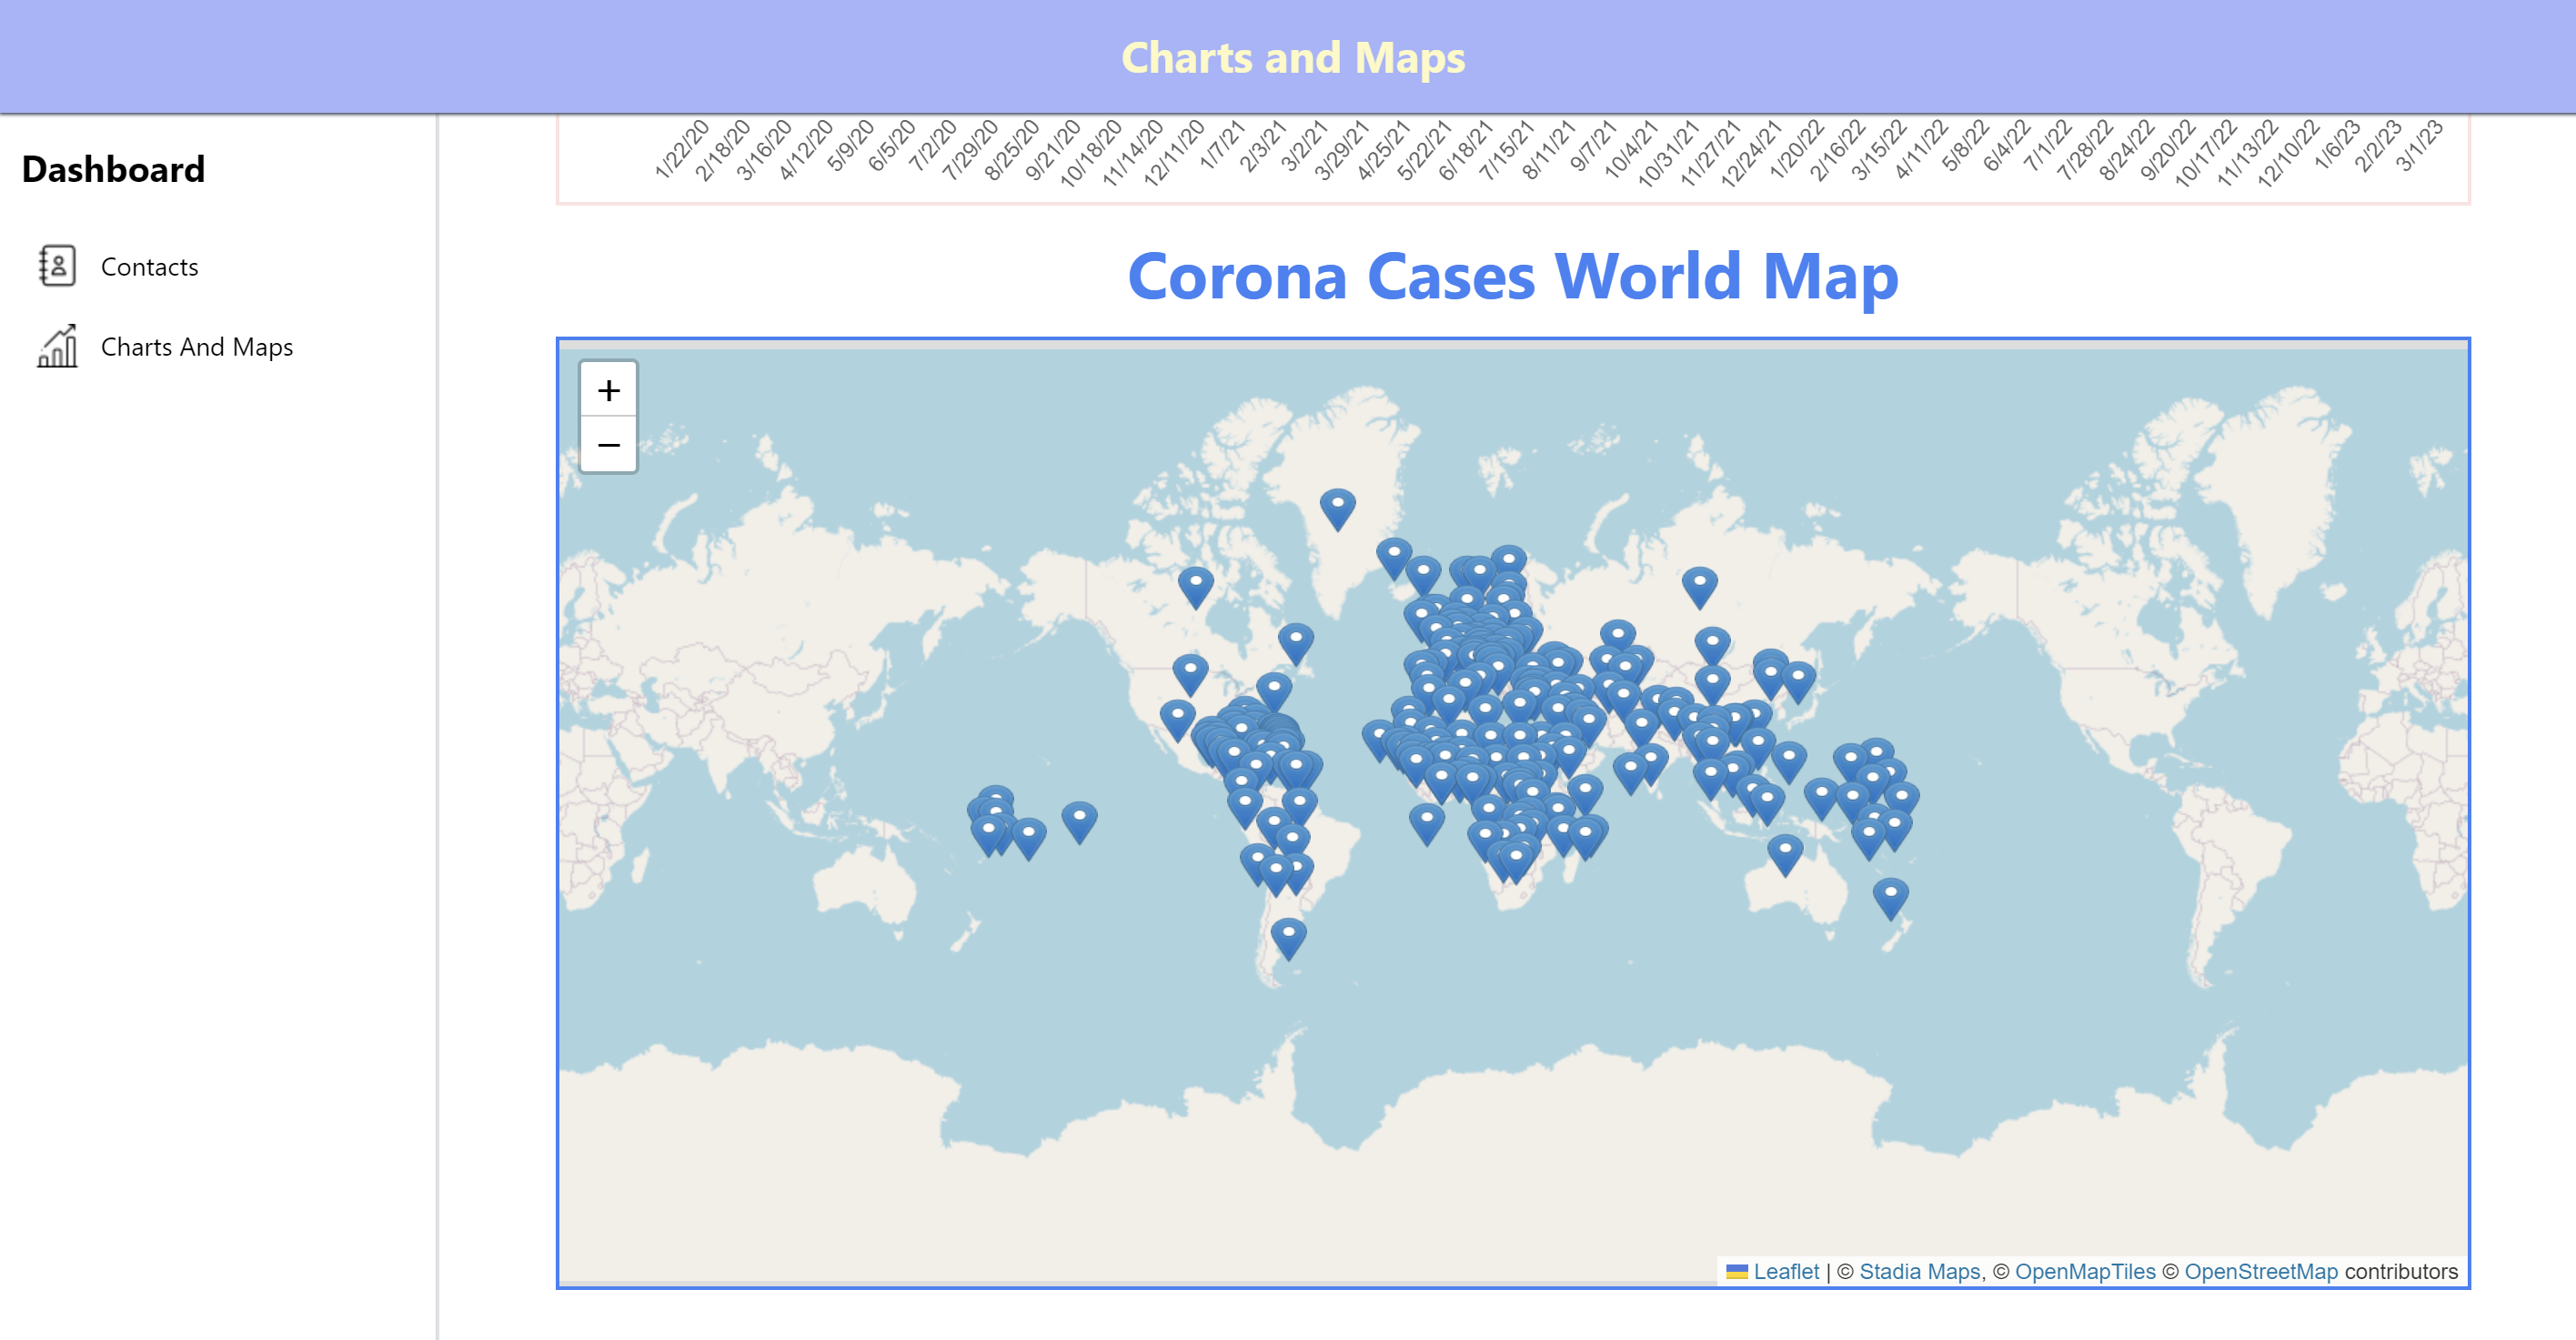 Charts and Maps
Dashboard
Contacts
Charts And Maps
1/22/20 2/18/20 3/16/20 4/12/20 5/9/20 6/5/20 7/2/20 7/29/20 8/25/20 9/21/20 10/18/20 11/14/20 12/11/20 1/7/21 2/3/21 3/2/21 3/29/21 4/25/21 5/22/21 6/18/21 7/15/21 8/11/21 9/7/21 10/4/21 10/31/21 11/27/21 12/24/21 1/20/22 2/16/22 3/15/22 4/11/22 5/8/22 6/4/22 7/1/22 7/28/22 8/24/22 9/20/22 10/17/22 11/13/22 12/10/22 1/6/23 2/2/23 3/1/23
Corona Cases World Map
+
−
Leaflet | © Stadia Maps, © OpenMapTiles © OpenStreetMap contributors